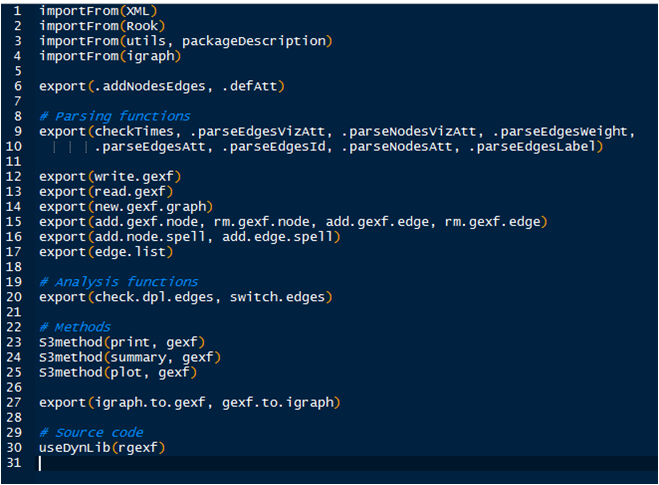 1 importFrom(XML)
2 importFrom(Rook)
3 importFrom(utils, packageDescription)
4 importFrom(igraph)
5
6 export(.addNodesEdges, .defAtt)
7
8 # Parsing functions
9 export(checkTimes, .parseEdgesVizAtt, .parseNodesVizAtt, .parseEdgesWeight,
10 .parseEdgesAtt, .parseEdgesId, .parseNodesAtt, .parseEdgesLabel)
11
12 export(write.gexf)
13 export(read.gexf)
14 export(new.gexf.graph)
15 export(add.gexf.node, rm.gexf.node, add.gexf.edge, rm.gexf.edge)
16 export(add.node.spell, add.edge.spell)
17 export(edge.list)
18
19 # Analysis functions
20 export(check.dpl.edges, switch.edges)
21
22 # Methods
23 S3method(print, gexf)
24 S3method(summary, gexf)
25 S3method(plot, gexf)
26
27 export(igraph.to.gexf, gexf.to.igraph)
28
29 # Source code
30 useDynLib(rgexf)
31